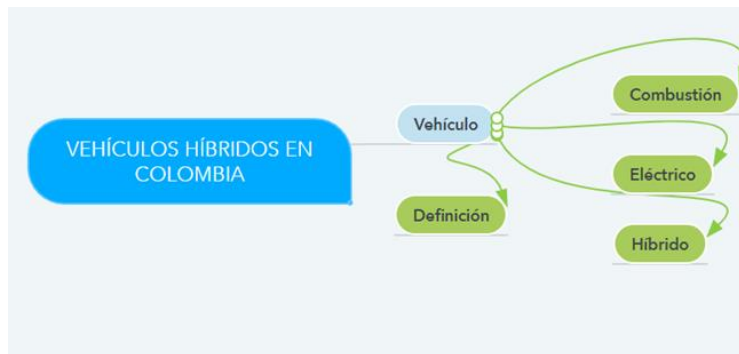 VEHÍCULOS HÍBRIDOS EN
COLOMBIA
Vehículo
Definición
Combustión
Eléctrico
Híbrido